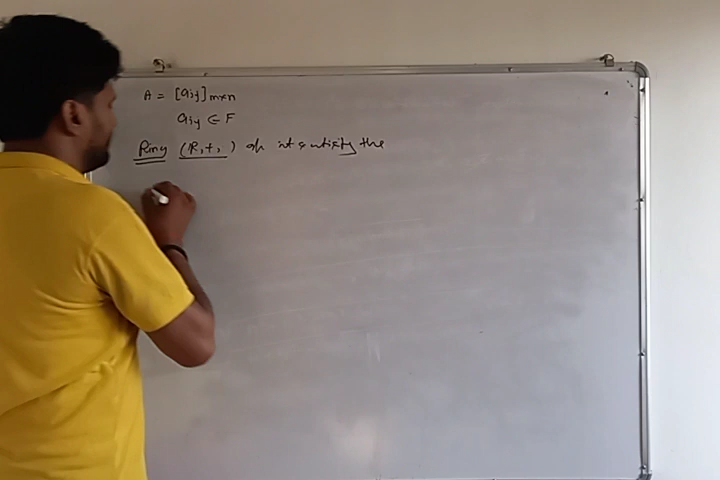 A = [aij]m×n
aij ∈ F
Ring (R,+, ) if it satisfy the